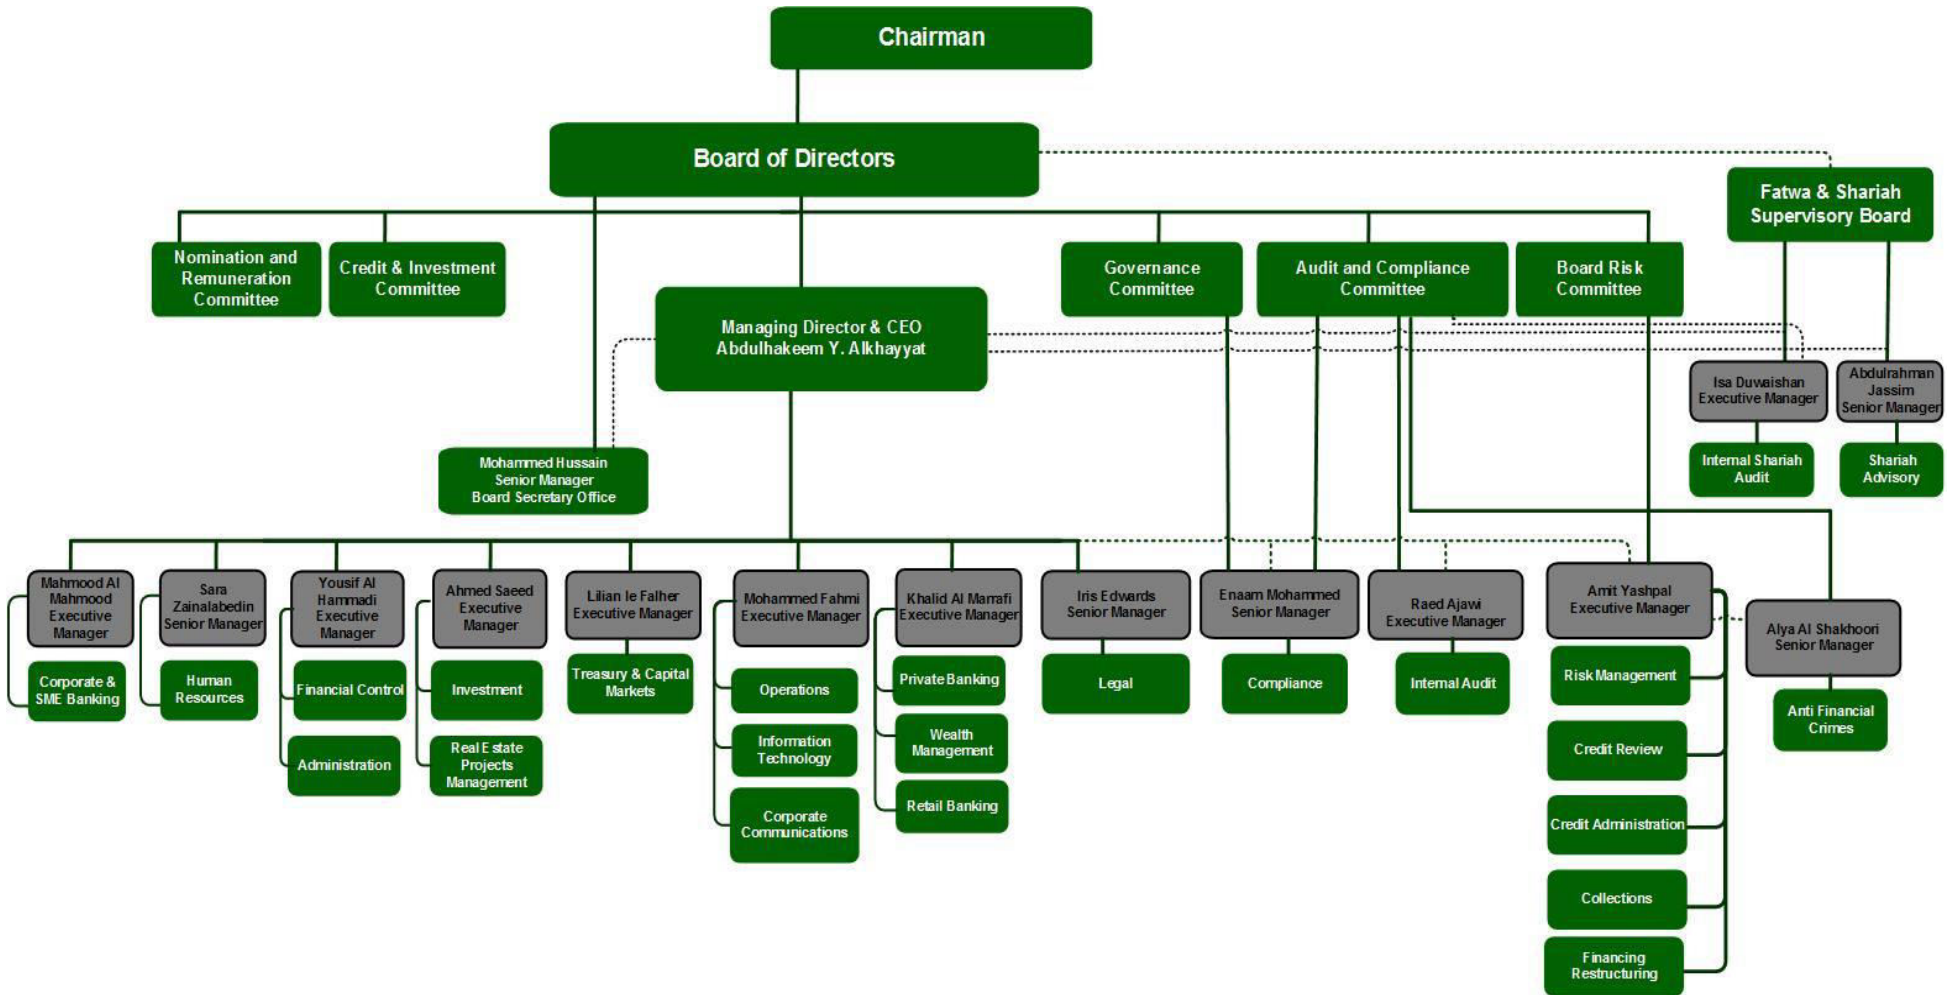 Chairman
Board of Directors
Fatwa & Shariah
Supervisory Board
Nomination and
Remuneration
Committee
Credit & Investment
Committee
Governance
Committee
Audit and Compliance
Committee
Board Risk
Committee
Managing Director & CEO
Abdulhakeem Y. Alkhayyat
Isa Duwaishan
Executive Manager
Abdulrahman
Jassim
Senior Manager
Internal Shariah
Audit
Shariah
Advisory
Mohammed Hussain
Senior Manager
Board Secretary Office
Mahmood Al
Mahmood
Executive
Manager
Sara
Zainalabedin
Senior Manager
Yousif Al
Hammadi
Executive
Manager
Ahmed Saeed
Executive
Manager
Lilian le Falher
Executive Manager
Mohammed Fahmi
Executive Manager
Khalid Al Marrafi
Executive Manager
Iris Edwards
Senior Manager
Enaam Mohammed
Senior Manager
Raed Ajawi
Executive Manager
Amit Yashpal
Executive Manager
Alya Al Shakhoori
Senior Manager
Corporate &
SME Banking
Human
Resources
Financial Control
Administration
Investment
Real Estate
Projects
Management
Treasury & Capital
Markets
Operations
Information
Technology
Corporate
Communications
Private Banking
Wealth
Management
Retail Banking
Legal
Compliance
Internal Audit
Risk Management
Credit Review
Credit Administration
Collections
Financing
Restructuring
Anti Financial
Crimes